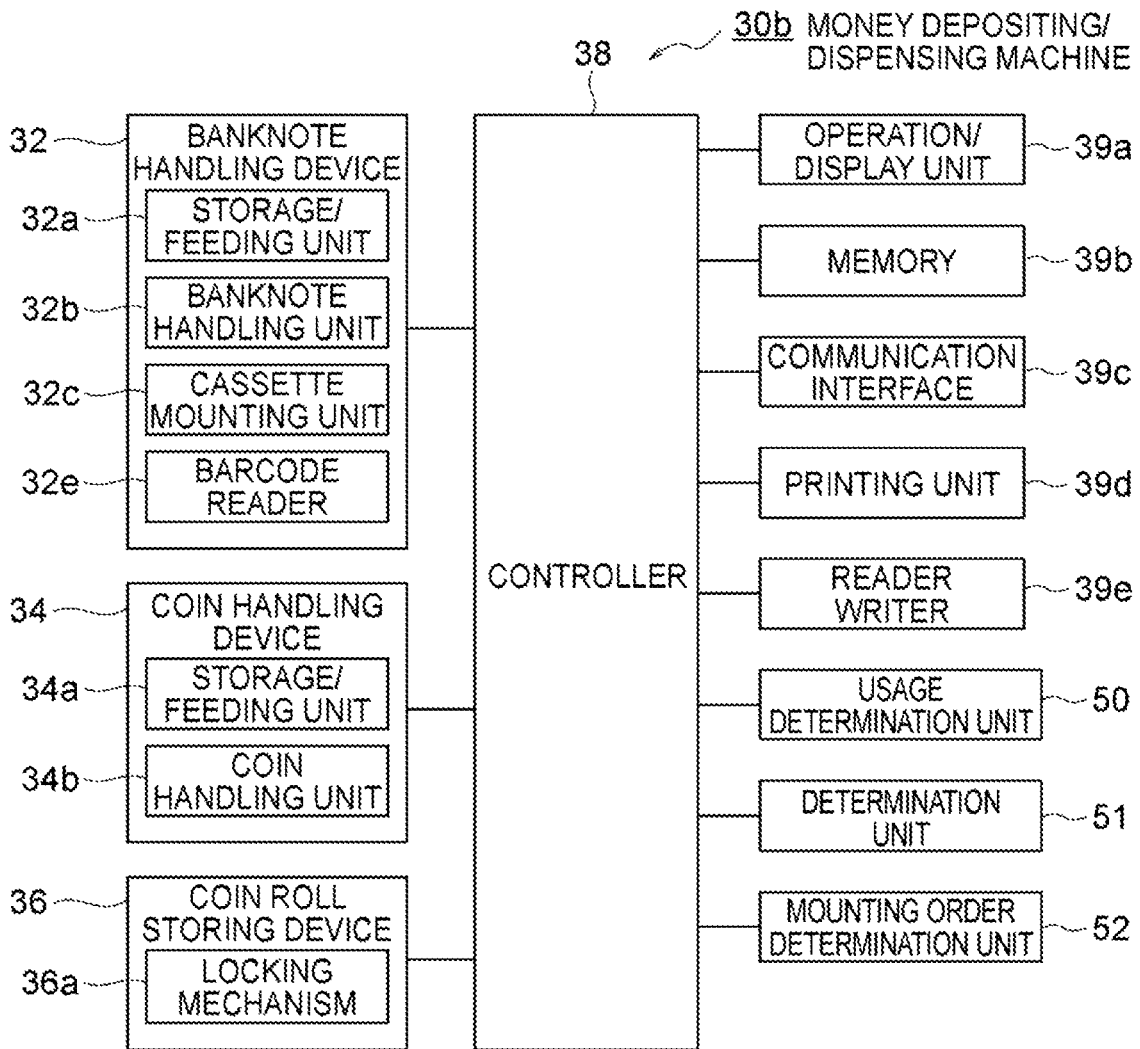 30b MONEY DEPOSITING/
DISPENSING MACHINE
38
CONTROLLER
32
BANKNOTE
HANDLING DEVICE
32a
STORAGE/
FEEDING UNIT
32b
BANKNOTE
HANDLING UNIT
32c
CASSETTE
MOUNTING UNIT
32e
BARCODE
READER
34
COIN HANDLING
DEVICE
34a
STORAGE/
FEEDING UNIT
34b
COIN
HANDLING UNIT
36
COIN ROLL
STORING DEVICE
36a
LOCKING
MECHANISM
OPERATION/
DISPLAY UNIT
39a
MEMORY
39b
COMMUNICATION
INTERFACE
39c
PRINTING UNIT
39d
READER
WRITER
39e
USAGE
DETERMINATION UNIT
50
DETERMINATION
UNIT
51
MOUNTING ORDER
DETERMINATION UNIT
52